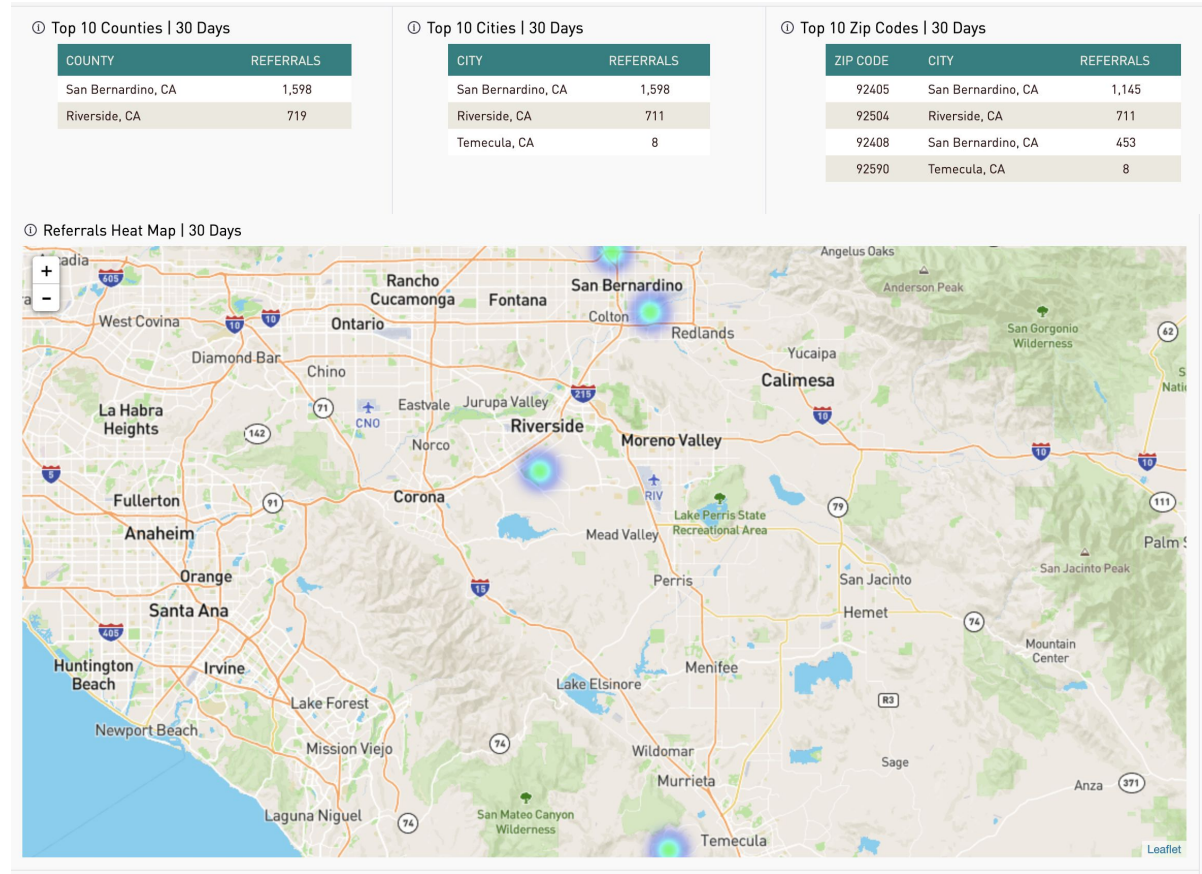 Top 10 Counties | 30 Days
COUNTY REFERRALS
San Bernardino, CA 1,598
Riverside, CA 719
Top 10 Cities | 30 Days
CITY REFERRALS
San Bernardino, CA 1,598
Riverside, CA 711
Temecula, CA 8
Top 10 Zip Codes | 30 Days
ZIP CODE CITY REFERRALS
92405 San Bernardino, CA 1,145
92504 Riverside, CA 711
92408 San Bernardino, CA 453
92590 Temecula, CA 8
Referrals Heat Map | 30 Days
+
−
605
Angelus Oaks
Rancho
Cucamonga
San Bernardino
Anderson Peak
Fontana
West Covina
10
10
Ontario
Colton
Redlands
San Gorgonio
Wilderness
62
Diamond Bar
Chino
Yucaipa
Calimesa
215
La Habra
Heights
71
CNO
Eastvale
Jurupa Valley
10
142
Riverside
Norco
Moreno Valley
10
10
5
Fullerton
91
Corona
RIV
79
111
Lake Perris State
Recreational Area
Anaheim
Mead Valley
Palm
Orange
15
Perris
San Jacinto
San Jacinto Peak
Santa Ana
405
Hemet
74
Mountain
Center
Huntington
Beach
Irvine
Menifee
Lake Elsinore
Lake Forest
R3
Newport Beach
Mission Viejo
74
Wildomar
Sage
Murrieta
Anza
371
Laguna Niguel
74
San Mateo Canyon
Wilderness
Temecula
Leaflet